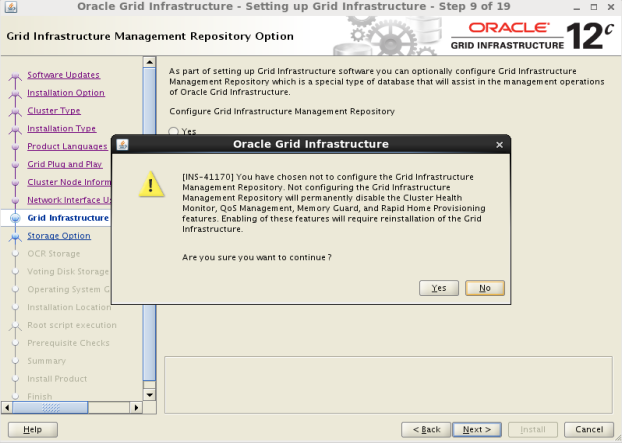 Oracle Grid Infrastructure - Setting up Grid Infrastructure - Step 9 of 19
Grid Infrastructure Management Repository Option
ORACLE
GRID INFRASTRUCTURE
12c
Software Updates
Installation Option
Cluster Type
Installation Type
Product Languages
Grid Plug and Play
Cluster Node Inform
Network Interface Us
Grid Infrastructure
Storage Option
OCR Storage
Voting Disk Storage
Operating System G
Installation Location
Root script execution
Prerequisite Checks
Summary
Install Product
Finish
As part of setting up Grid Infrastructure software you can optionally configure Grid Infrastructure
Management Repository which is a special type of database that will assist in the management operations
of Oracle Grid Infrastructure.
Configure Grid Infrastructure Management Repository
Yes
Oracle Grid Infrastructure
[INS-41170] You have chosen not to configure the Grid Infrastructure
Management Repository. Not configuring the Grid Infrastructure
Management Repository will permanently disable the Cluster Health
Monitor, QoS Management, Memory Guard, and Rapid Home Provisioning
features. Enabling of these features will require reinstallation of the Grid
Infrastructure.
Are you sure you want to continue?
Yes
No
Help
< Back
Next >
Install
Cancel